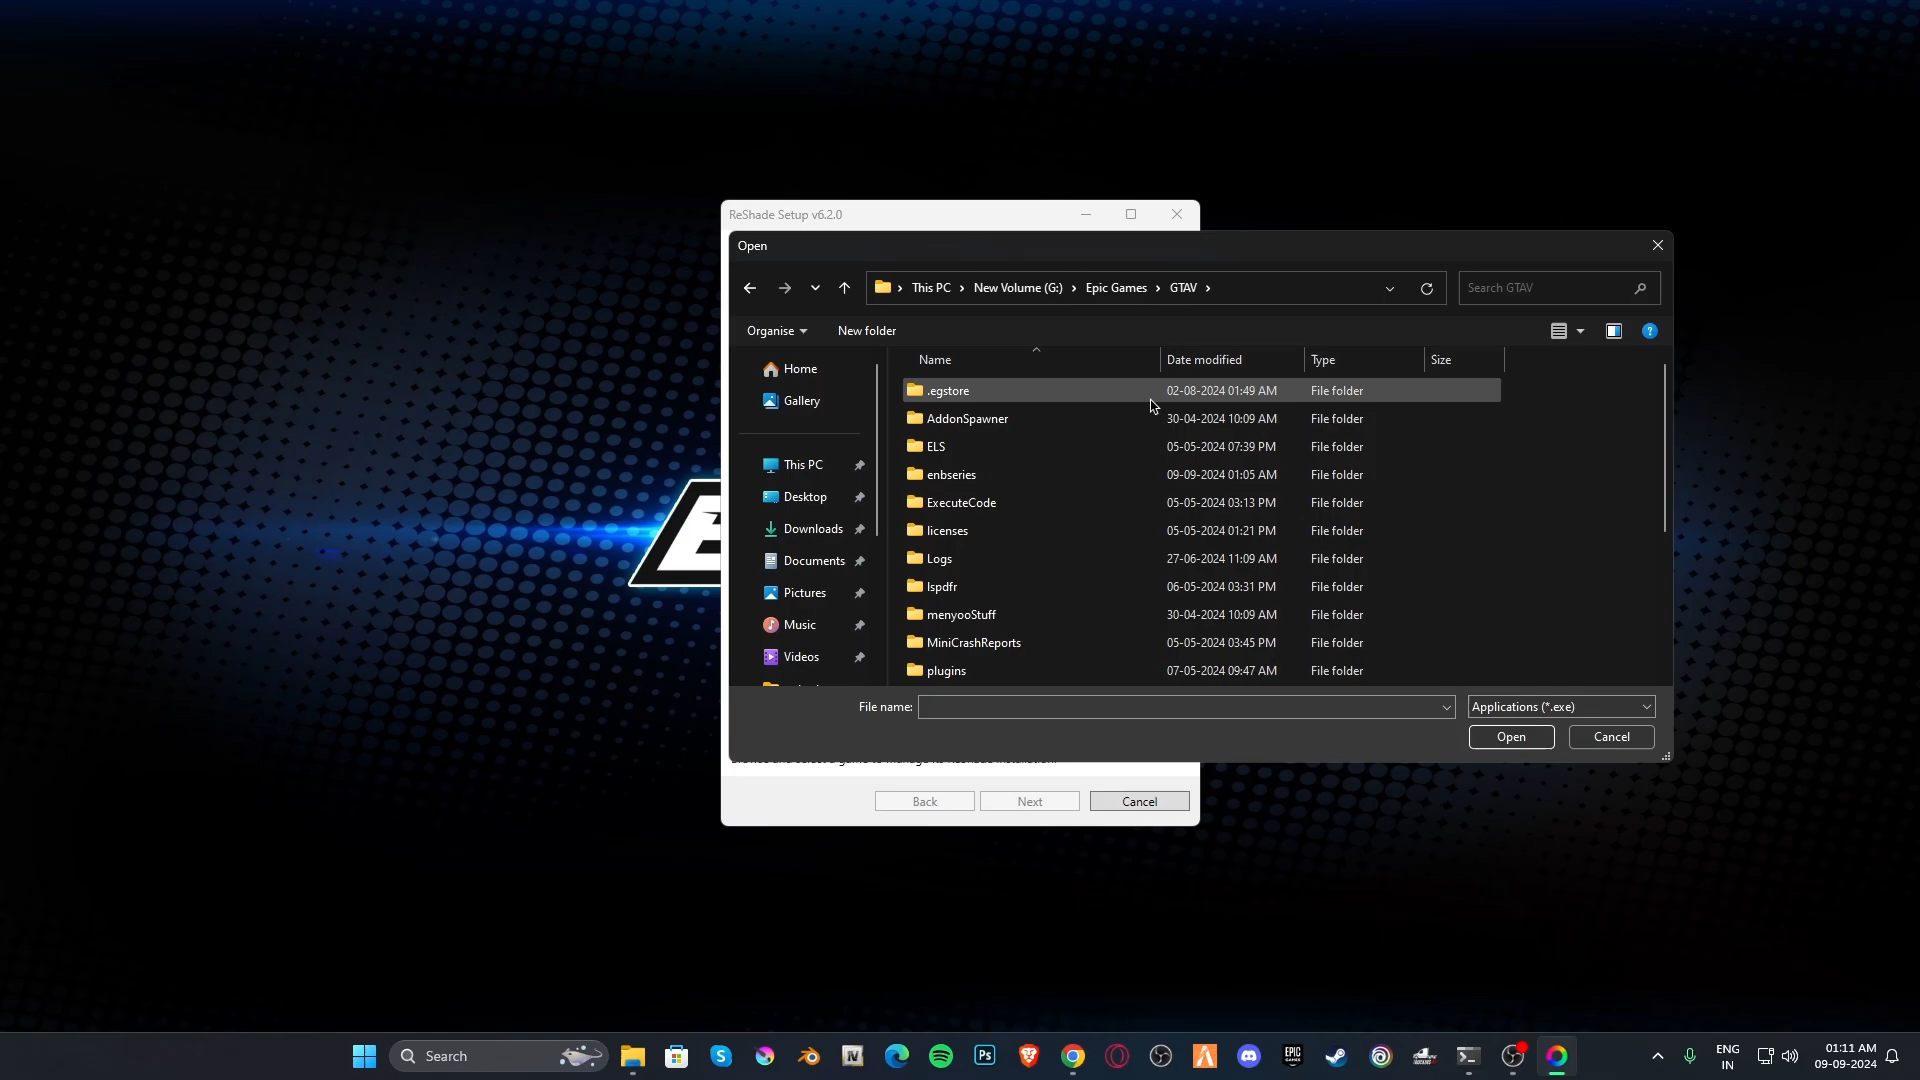 ReShade Setup v6.2.0
Open
This PC
New Volume (G:)
Epic Games
GTAV
Search GTAV
Organise
New folder
Name
Date modified
Type
Size
Home
Gallery
This PC
Desktop
Downloads
Documents
Pictures
Music
Videos
.egstore 02-08-2024 01:49 AM File folder
AddonSpawner 30-04-2024 10:09 AM File folder
ELS 05-05-2024 07:39 PM File folder
enbseries 09-09-2024 01:05 AM File folder
ExecuteCode 05-05-2024 03:13 PM File folder
licenses 05-05-2024 01:21 PM File folder
Logs 27-06-2024 11:09 AM File folder
lspdfr 06-05-2024 03:31 PM File folder
menyooStuff 30-04-2024 10:09 AM File folder
MiniCrashReports 05-05-2024 03:45 PM File folder
plugins 07-05-2024 09:47 AM File folder
File name:
Applications (*.exe)
Open
Cancel
Back
Next
Cancel
Search
IV
Ps
EPIC
GAMES
ENG
IN
01:11 AM
09-09-2024